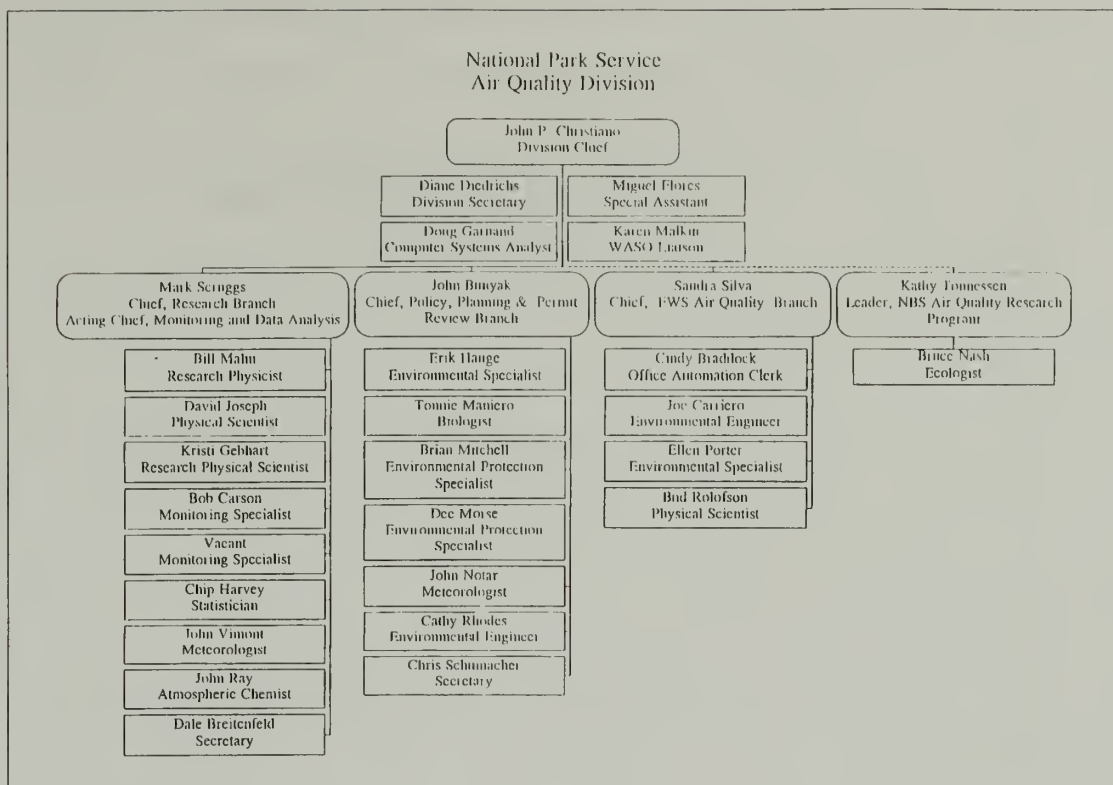 National Park Service
Air Quality Division
John P. Christiano
Division Chief
Diane Diedrichs
Division Secretary
Miguel Flores
Special Assistant
Doug Garnand
Computer Systems Analyst
Karen Malkin
WASO Liaison
Mark Scruggs
Chief, Research Branch
Acting Chief, Monitoring and Data Analysis
John Bunyak
Chief, Policy, Planning & Permit
Review Branch
Sandra Silva
Chief, FWS Air Quality Branch
Kathy Tonnessen
Leader, NBS Air Quality Research
Program
Bill Malm
Research Physicist
David Joseph
Physical Scientist
Kristi Gebhart
Research Physical Scientist
Bob Carson
Monitoring Specialist
Vacant
Monitoring Specialist
Chip Harvey
Statistician
John Vimont
Meteorologist
John Ray
Atmospheric Chemist
Dale Breitenfeld
Secretary
Erik Hauge
Environmental Specialist
Tonnie Maniero
Biologist
Brian Mitchell
Environmental Protection
Specialist
Dee Morse
Environmental Protection
Specialist
John Notar
Meteorologist
Cathy Rhodes
Environmental Engineer
Chris Schumacher
Secretary
Cindy Braddock
Office Automation Clerk
Joe Carriero
Environmental Engineer
Ellen Porter
Environmental Specialist
Bud Rolofson
Physical Scientist
Bruce Nash
Ecologist